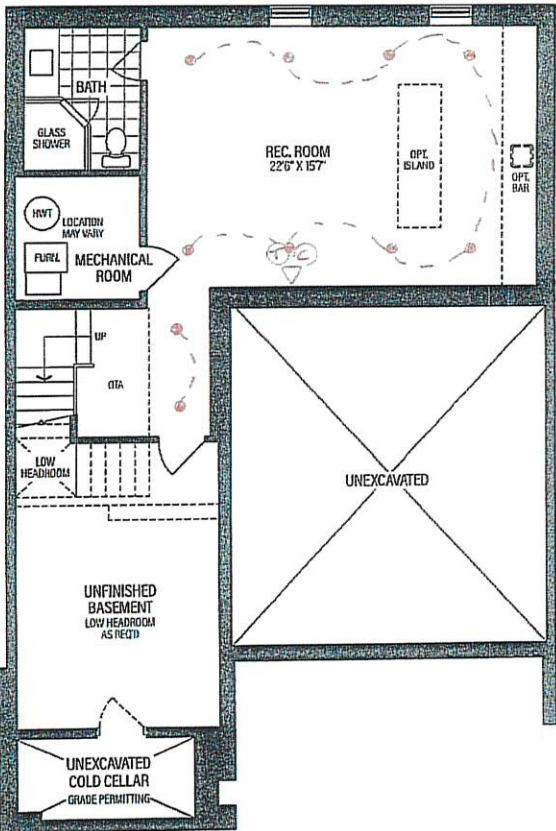 BATH
GLASS
SHOWER
REC. ROOM
22'6" X 15'7"
OPT.
ISLAND
OPT.
BAR
HWT
LOCATION
MAY VARY
FURN.
MECHANICAL
ROOM
UP
OTA
LOW
HEADROOM
UNEXCAVATED
UNFINISHED
BASEMENT
LOW HEADROOM
AS REQ'D
UNEXCAVATED
COLD CELLAR
GRADE PERMITTING